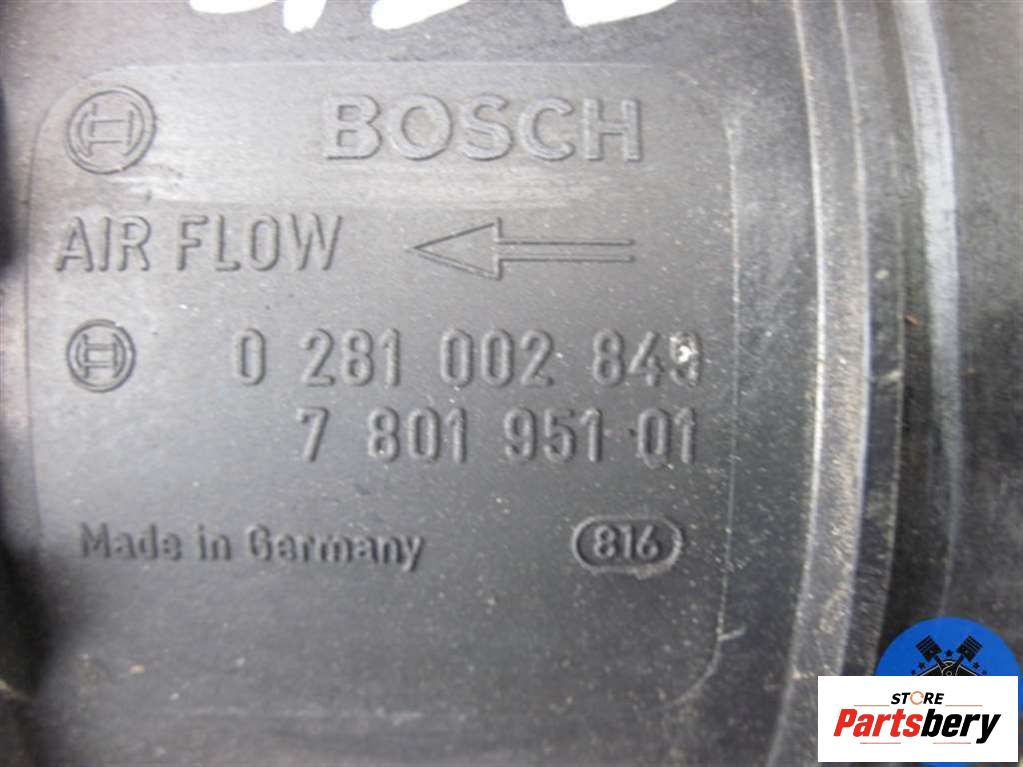 BOSCH
AIR FLOW
0 281 002 849
7 801 951 01
Made in Germany 816
STORE
Partsbery